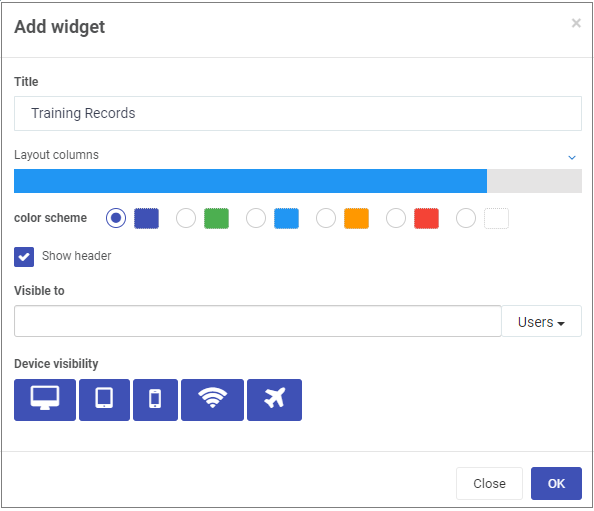 Add widget
×
Title
Training Records
Layout columns
color scheme
Show header
Visible to
Users
Device visibility
Close OK